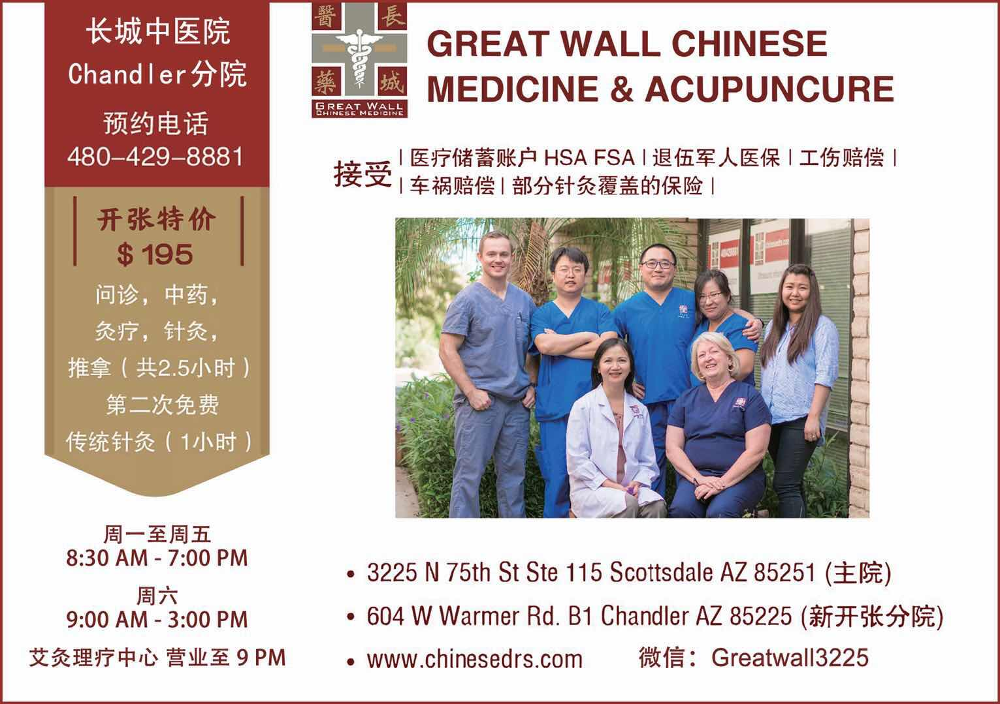 长城中医院
Chandler分院
预约电话
480-429-8881
开张特价
$195
问诊，中药，
灸疗，针灸，
推拿（共2.5小时）
第二次免费
传统针灸（1小时）
周一至周五
8:30 AM - 7:00 PM
周六
9:00 AM - 3:00 PM
艾灸理疗中心 营业至 9 PM
醫 長
藥 城
GREAT WALL
CHINESE MEDICINE
GREAT WALL CHINESE
MEDICINE & ACUPUNCURE
接受
| 医疗储蓄账户 HSA FSA | 退伍军人医保 | 工伤赔偿 |
| 车祸赔偿 | 部分针灸覆盖的保险 |
• 3225 N 75th St Ste 115 Scottsdale AZ 85251 (主院)
• 604 W Warmer Rd. B1 Chandler AZ 85225 (新开张分院)
• www.chinesedrs.com 微信：Greatwall3225